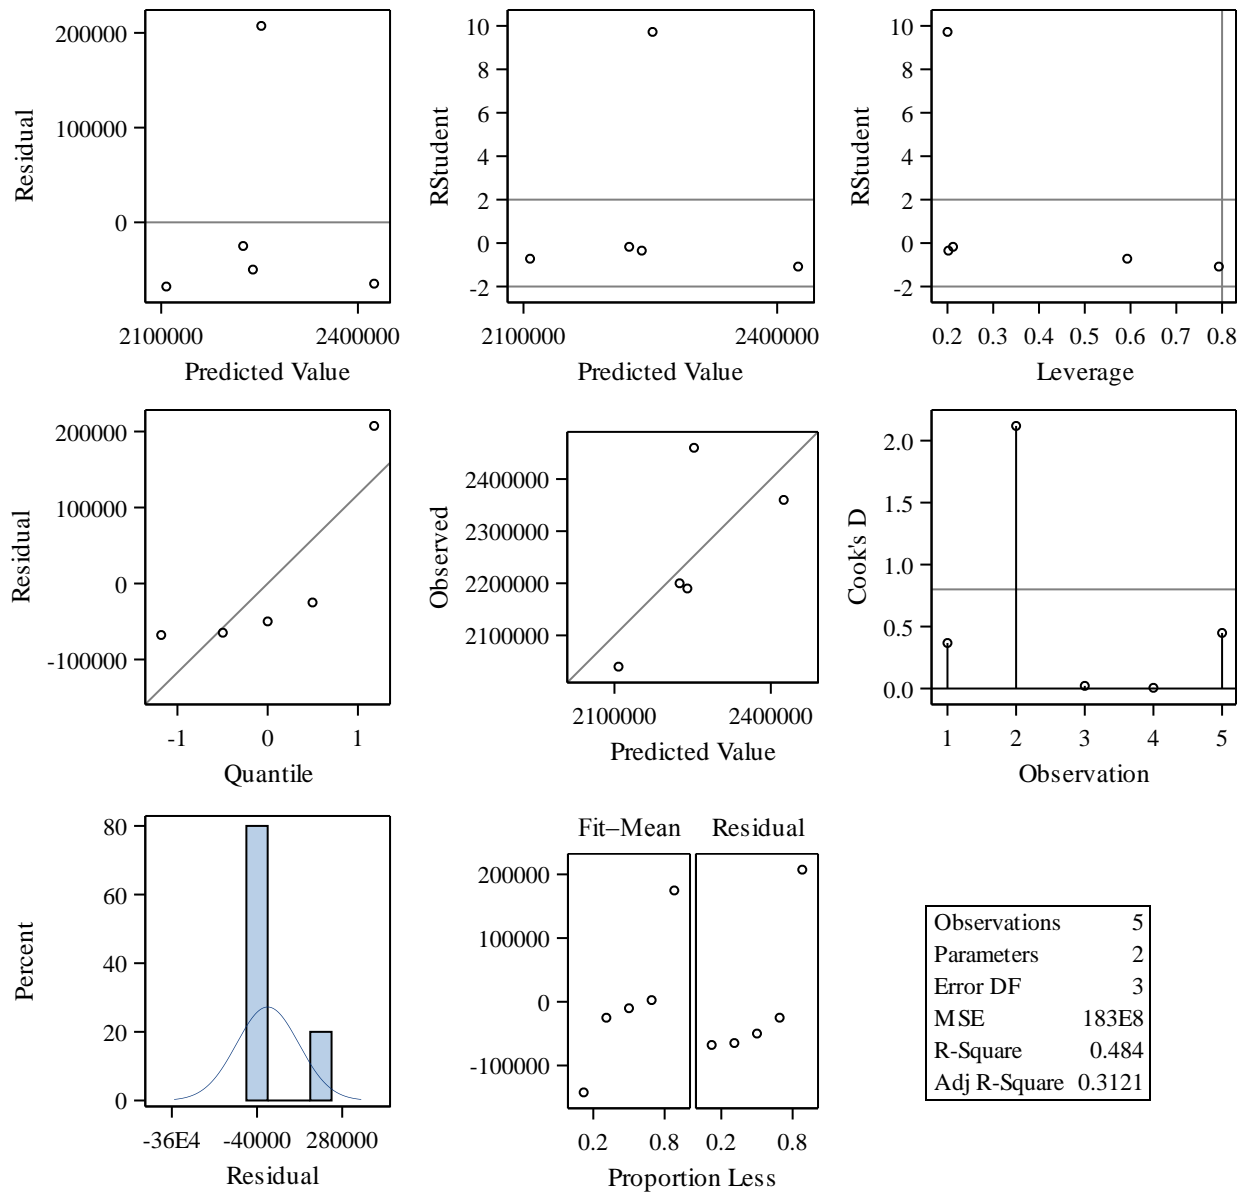 200000
100000
0
Residual
2100000 2400000
Predicted Value
10
8
6
4
2
0
-2
RStudent
2100000 2400000
Predicted Value
10
8
6
4
2
0
-2
RStudent
0.2 0.3 0.4 0.5 0.6 0.7 0.8
Leverage
200000
100000
0
-100000
Residual
-1 0 1
Quantile
2400000
2300000
2200000
2100000
Observed
2100000 2400000
Predicted Value
2.0
1.5
1.0
0.5
0.0
Cook's D
1 2 3 4 5
Observation
80
60
40
20
0
Percent
-36E4 -40000 280000
Residual
Fit–Mean Residual
200000
100000
0
-100000
0.2 0.8 0.2 0.8
Proportion Less
Observations 5
Parameters 2
Error DF 3
MSE 183E8
R-Square 0.484
Adj R-Square 0.3121